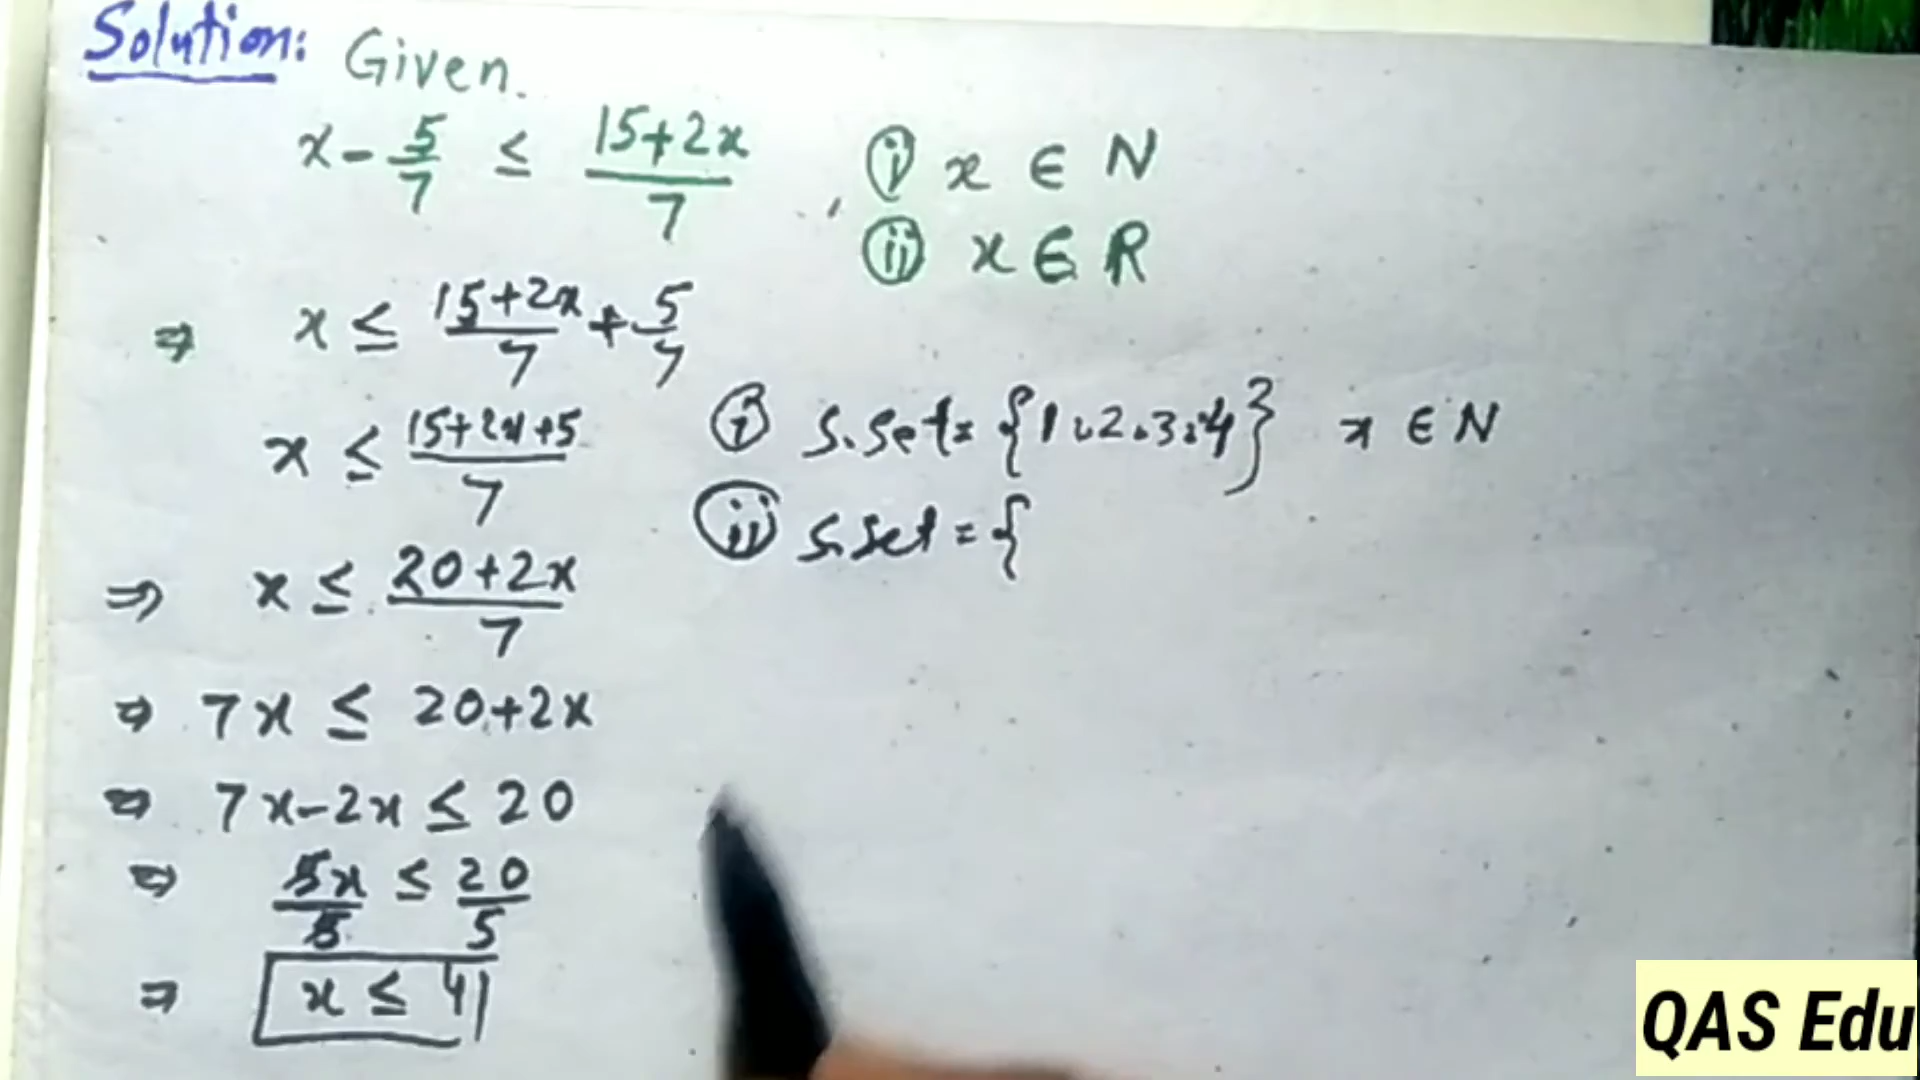 Solution: Given.
x - 5/7 ≤ (15+2x)/7 , (i) x ∈ N
(ii) x ∈ R
⇒ x ≤ (15+2x)/7 + 5/7
x ≤ (15+2x+5)/7
(i) S.Set = {1,2,3,4} x ∈ N
(ii) S.Set = {
⇒ x ≤ (20+2x)/7
⇒ 7x ≤ 20+2x
⇒ 7x-2x ≤ 20
⇒ 5x/5 ≤ 20/5
⇒ x ≤ 4
QAS Edu